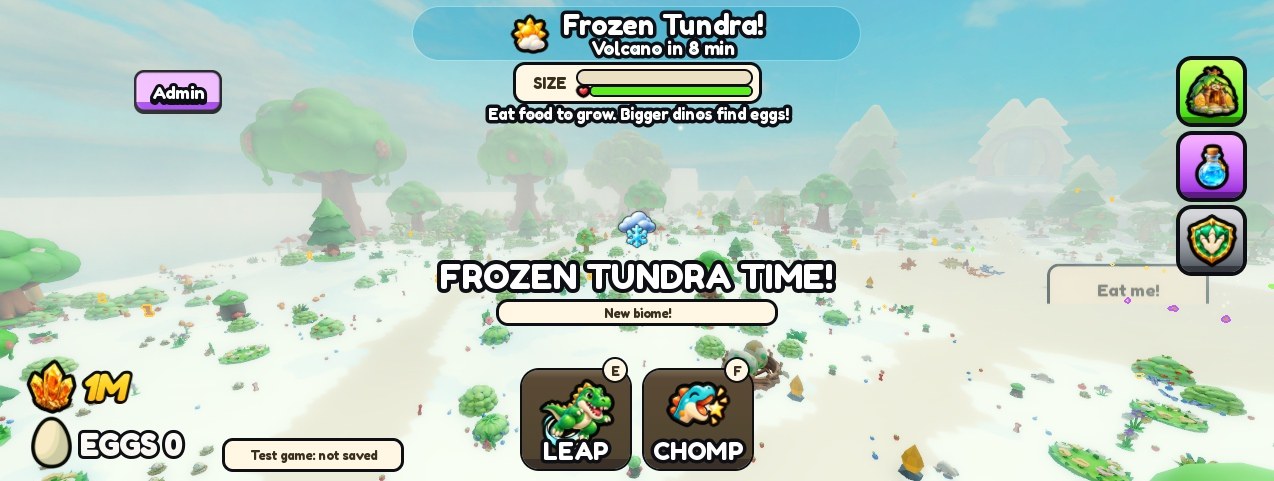 Frozen Tundra!
Volcano in 8 min
Admin
SIZE
Eat food to grow. Bigger dinos find eggs!
FROZEN TUNDRA TIME!
New biome!
Eat me!
1M
EGGS 0
Test game: not saved
E
LEAP
F
CHOMP